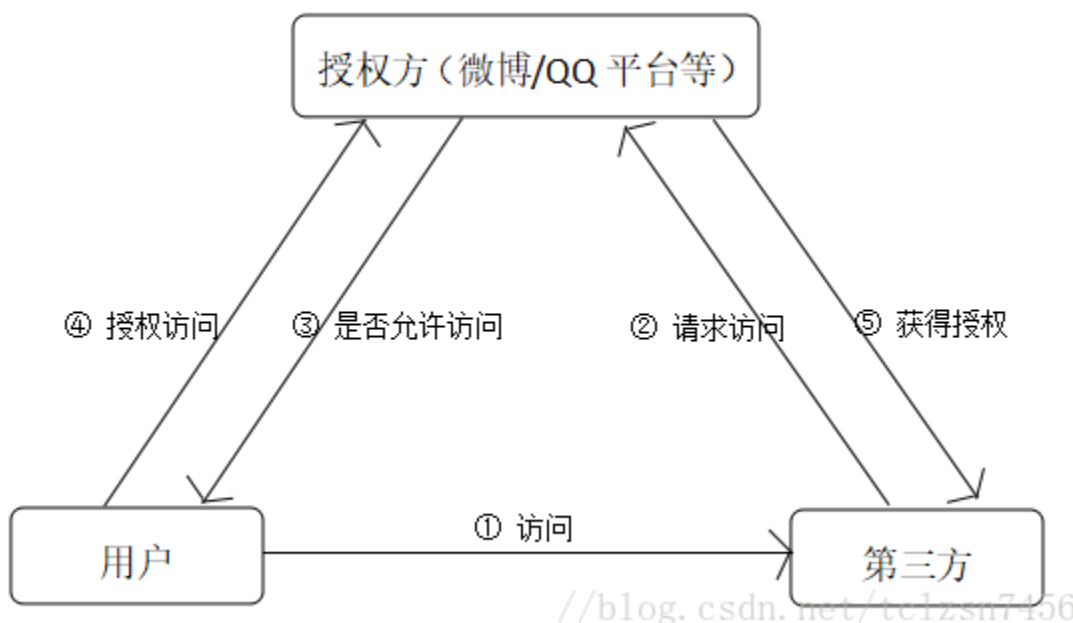 授权方（微博/QQ 平台等）
④ 授权访问
③ 是否允许访问
② 请求访问
⑤ 获得授权
① 访问
用户
第三方
//blog.csdn.net/tclzsn7456